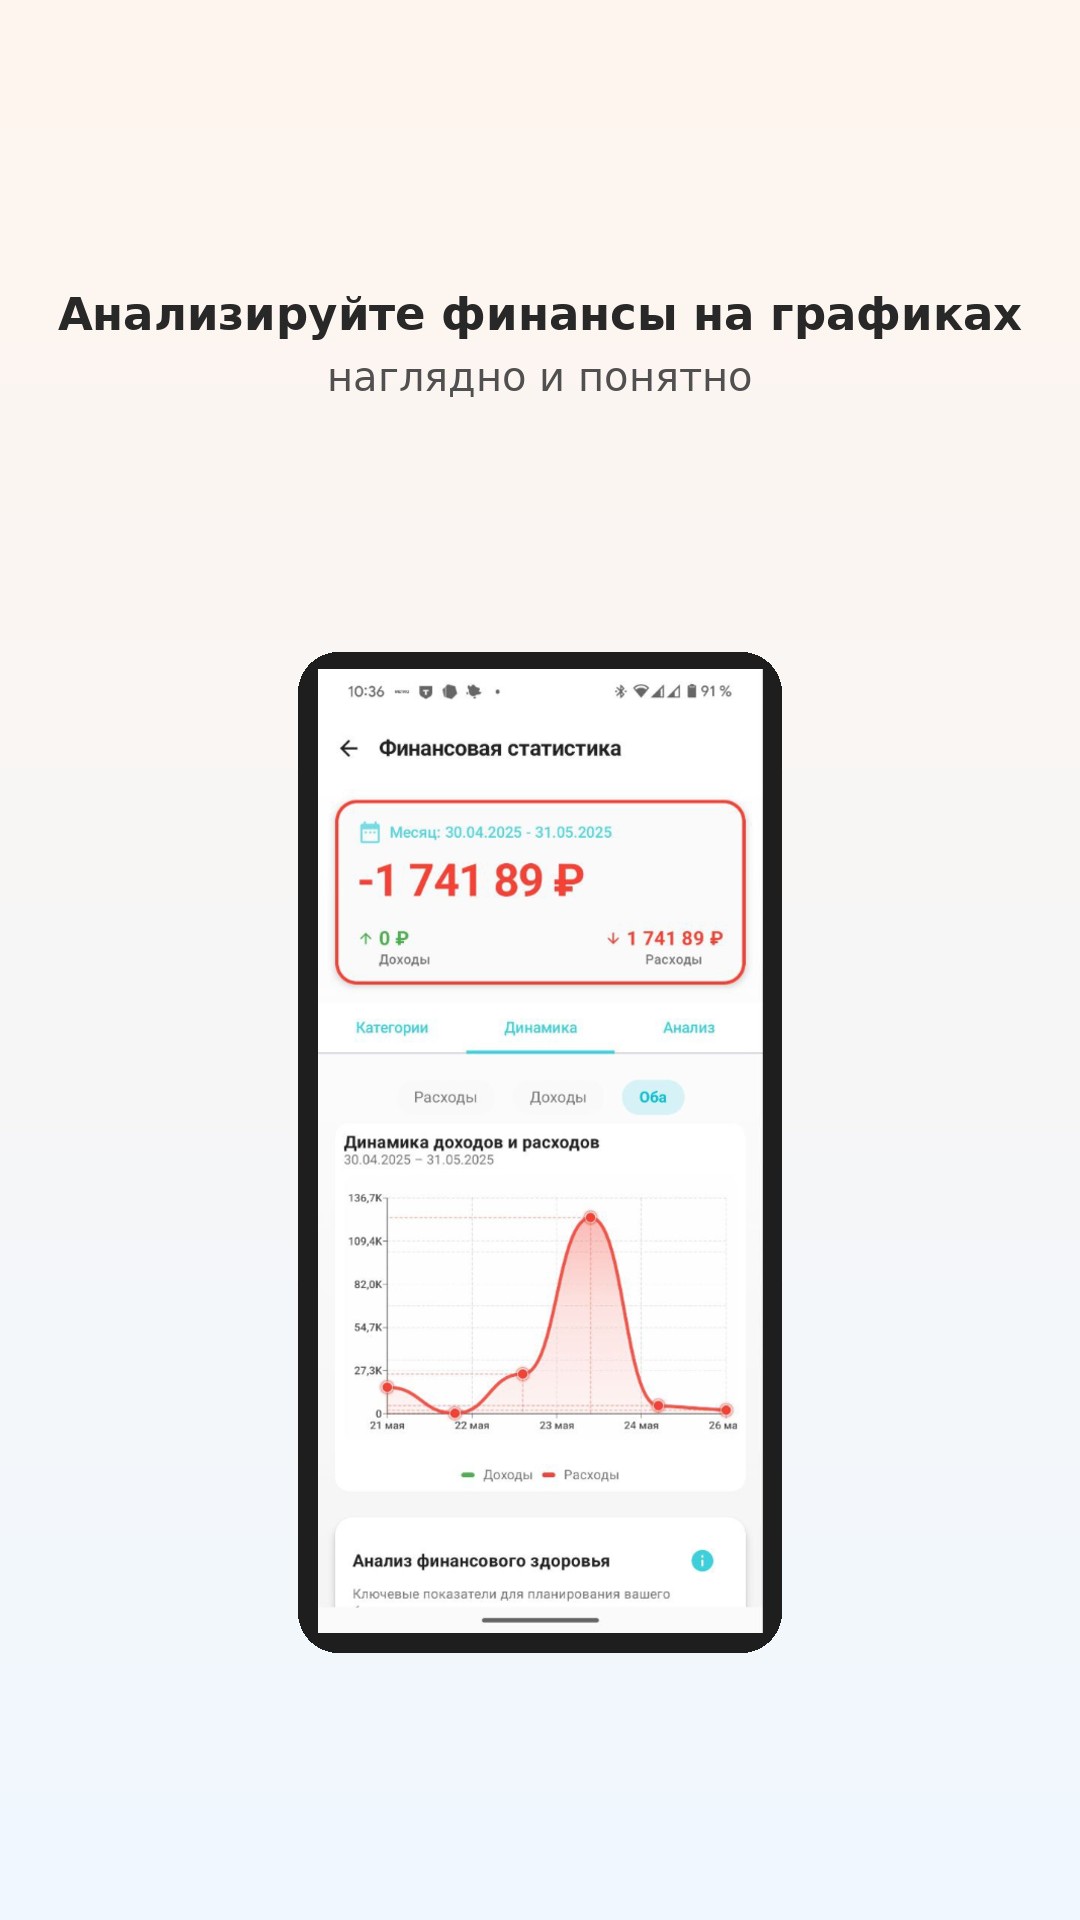 Анализируйте финансы на графиках
наглядно и понятно
10:36
91 %
Финансовая статистика
Месяц: 30.04.2025 - 31.05.2025
-1 741 89 ₽
0 ₽
1 741 89 ₽
Доходы
Расходы
Категории
Динамика
Анализ
Расходы
Доходы
Оба
Динамика доходов и расходов
30.04.2025 – 31.05.2025
136,7K
109,4K
82,0K
54,7K
27,3K
0
21 мая
22 мая
23 мая
24 мая
26 ма
Доходы
Расходы
Анализ финансового здоровья
Ключевые показатели для планирования вашего